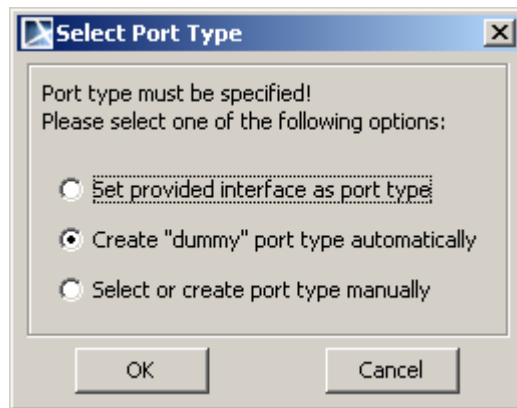 Select Port Type
Port type must be specified!
Please select one of the following options:
Set provided interface as port type
Create "dummy" port type automatically
Select or create port type manually
OK
Cancel